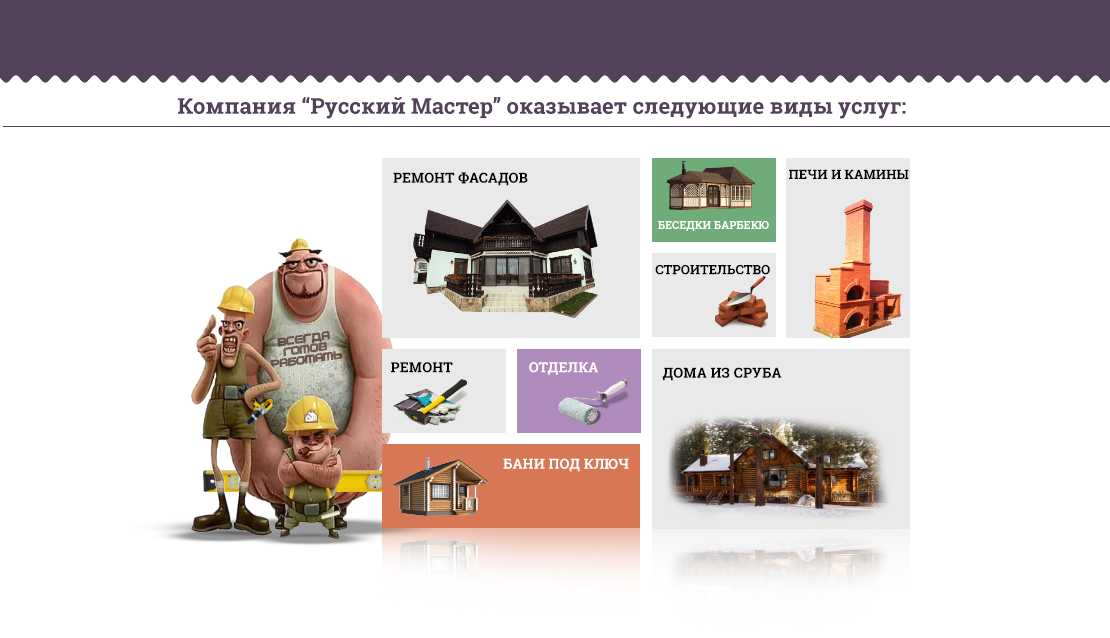 Компания “Русский Мастер” оказывает следующие виды услуг:
РЕМОНТ ФАСАДОВ
БЕСЕДКИ БАРБЕКЮ
ПЕЧИ И КАМИНЫ
СТРОИТЕЛЬСТВО
ВСЕГДА
ГОТОВ
РАБОТАТЬ
РЕМОНТ
ОТДЕЛКА
ДОМА ИЗ СРУБА
БАНИ ПОД КЛЮЧ